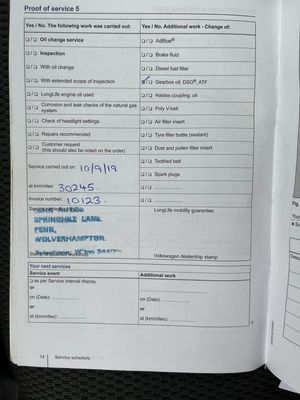 Proof of service 5
Yes / No. The following work was carried out:
Yes / No. Additional work - Change of:
❑ / ❑ Oil change service
❑ / ❑ AdBlue®
❑ / ❑ Inspection
❑ / ❑ Brake fluid
❑ / ❑ With oil change
❑ / ❑ Diesel fuel filter
❑ / ❑ With extended scope of inspection
☑ / ❑ Gearbox oil: DSG®, ATF
❑ / ❑ LongLife engine oil used
❑ / ❑ Haldex coupling: oil
❑ / ❑ Corrosion and leak checks of the natural gas
system
❑ / ❑ Poly V-belt
❑ / ❑ Check of headlight settings
❑ / ❑ Air filter insert
❑ / ❑ Repairs recommended
❑ / ❑ Tyre filler bottle (sealant)
❑ / ❑ Customer request
(this should also be noted on the order)
❑ / ❑ Dust and pollen filter insert
❑ / ❑ Toothed belt
Service carried out on: 10/9/19
❑ / ❑ Spark plugs
at km/miles: 30245
❑ / ❑
Invoice number: 10123
❑ / ❑
LongLife mobility guarantee:
SPRINGHILL LANE
PENN,
WOLVERHAMPTON.
Volkswagen dealership stamp:
Your next services
Service event
Additional work
❑ as per Service Interval display
or
on (Date):
on (Date):
or
or
at (km/miles):
at (km/miles):
14
Service schedule